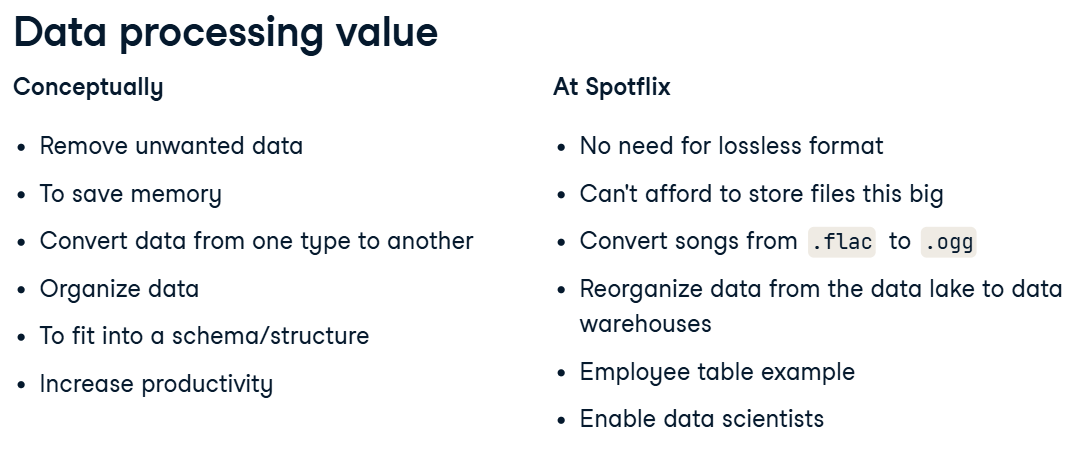 Data processing value
Conceptually
• Remove unwanted data
• To save memory
• Convert data from one type to another
• Organize data
• To fit into a schema/structure
• Increase productivity
At Spotflix
• No need for lossless format
• Can't afford to store files this big
• Convert songs from .flac to .ogg
• Reorganize data from the data lake to data
warehouses
• Employee table example
• Enable data scientists